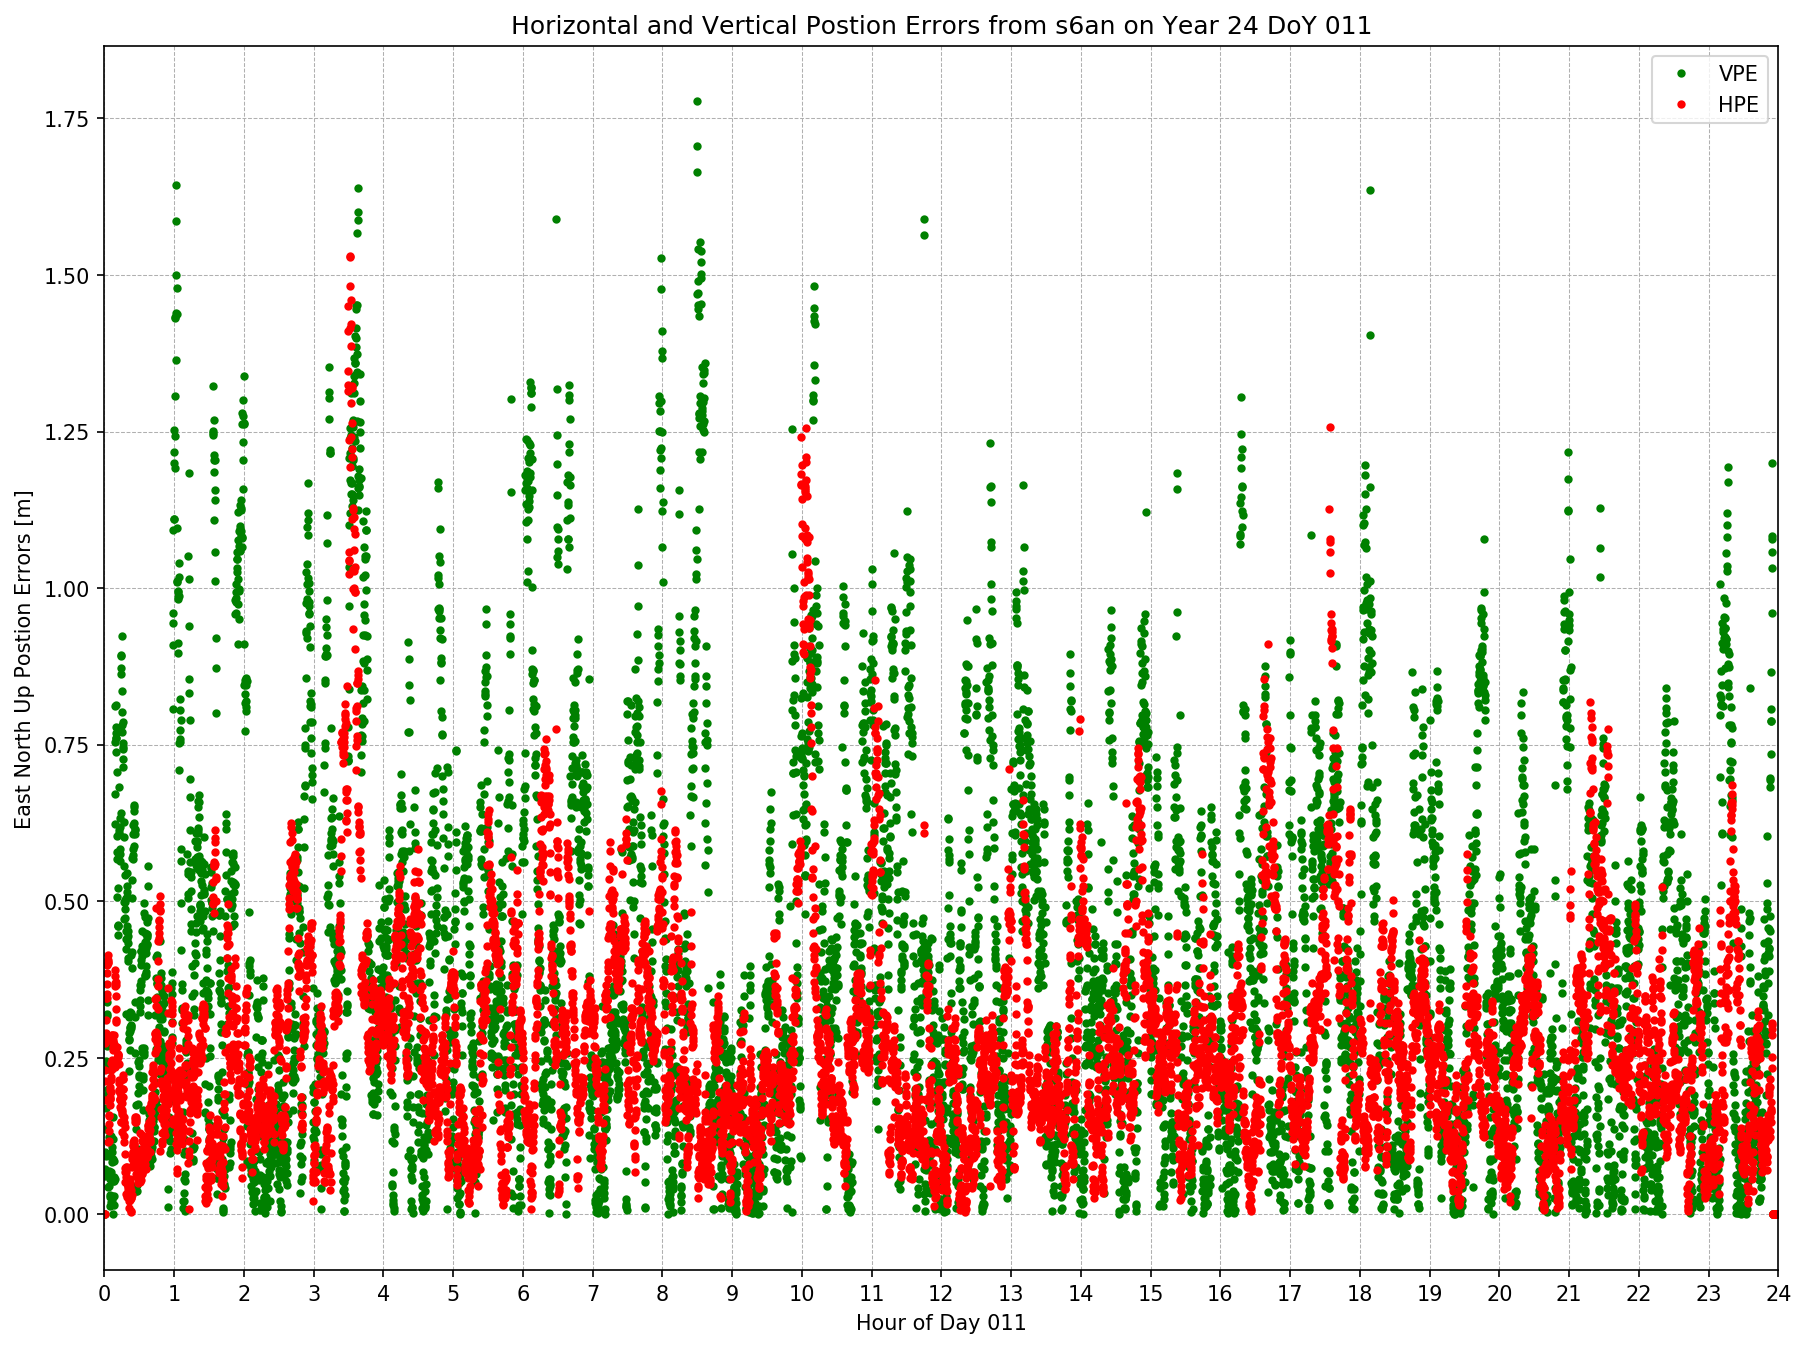 Horizontal and Vertical Postion Errors from s6an on Year 24 DoY 011
VPE
HPE
1.75
1.50
1.25
1.00
0.75
0.50
0.25
0.00
East North Up Postion Errors [m]
0 1 2 3 4 5 6 7 8 9 10 11 12 13 14 15 16 17 18 19 20 21 22 23 24
Hour of Day 011